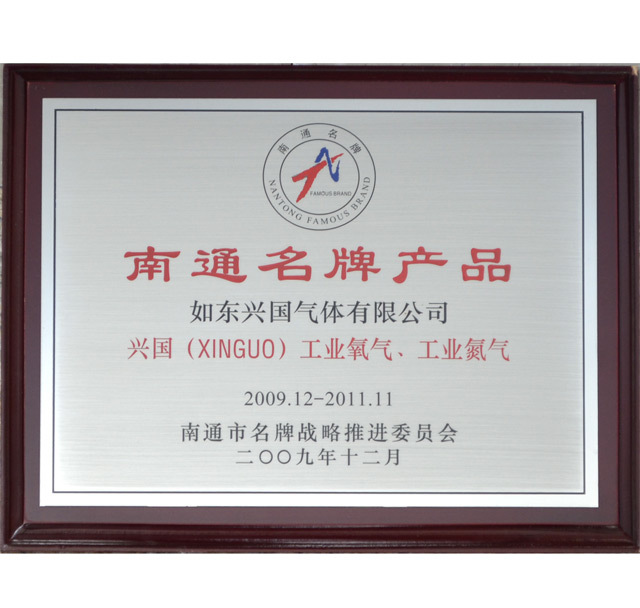 南通名牌
FAMOUS BRAND
NANTONG FAMOUS BRAND
南通名牌产品
如东兴国气体有限公司
兴国（XINGUO）工业氧气、工业氮气
2009.12-2011.11
南通市名牌战略推进委员会
二〇〇九年十二月